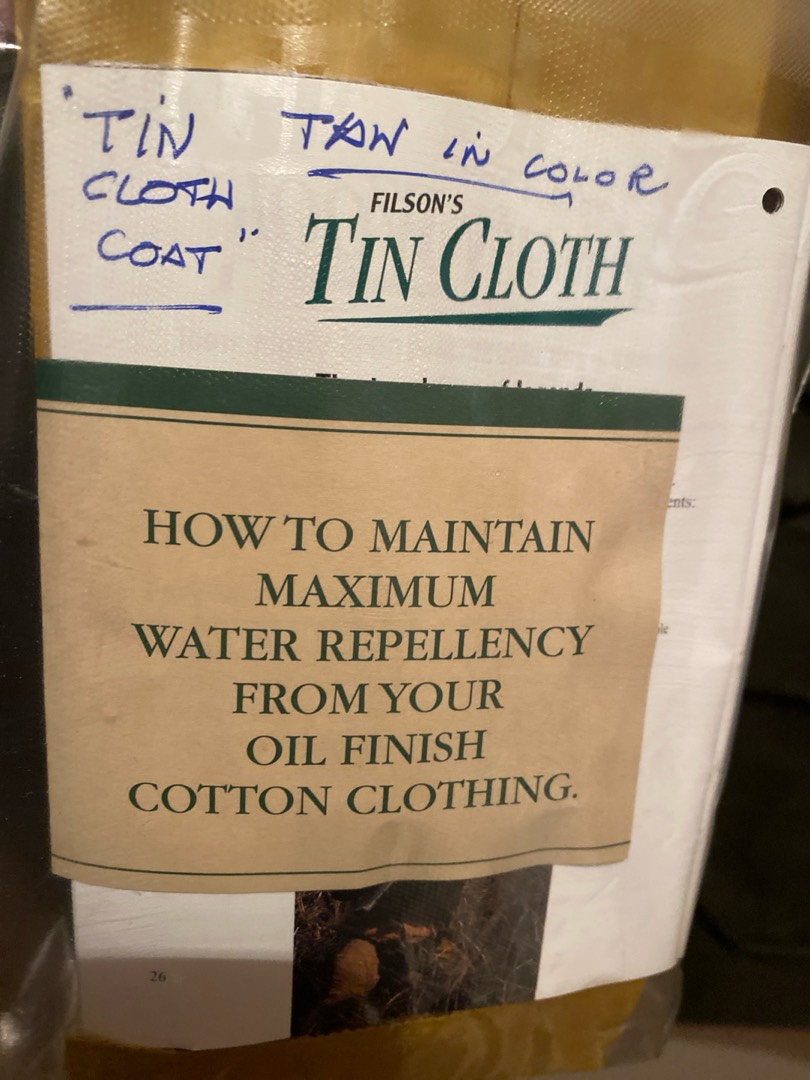 "TIN
CLOTH
COAT"
TAN IN COLOR
FILSON'S
TIN CLOTH
HOW TO MAINTAIN
MAXIMUM
WATER REPELLENCY
FROM YOUR
OIL FINISH
COTTON CLOTHING.
26